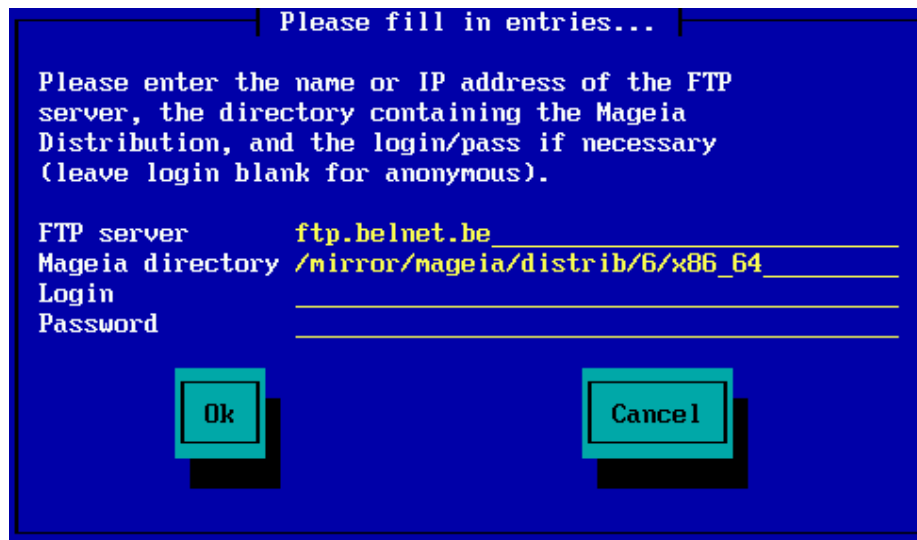 Please fill in entries...
Please enter the name or IP address of the FTP
server, the directory containing the Mageia
Distribution, and the login/pass if necessary
(leave login blank for anonymous).
FTP server ftp.belnet.be
Mageia directory /mirror/mageia/distrib/6/x86_64
Login
Password
Ok Cancel